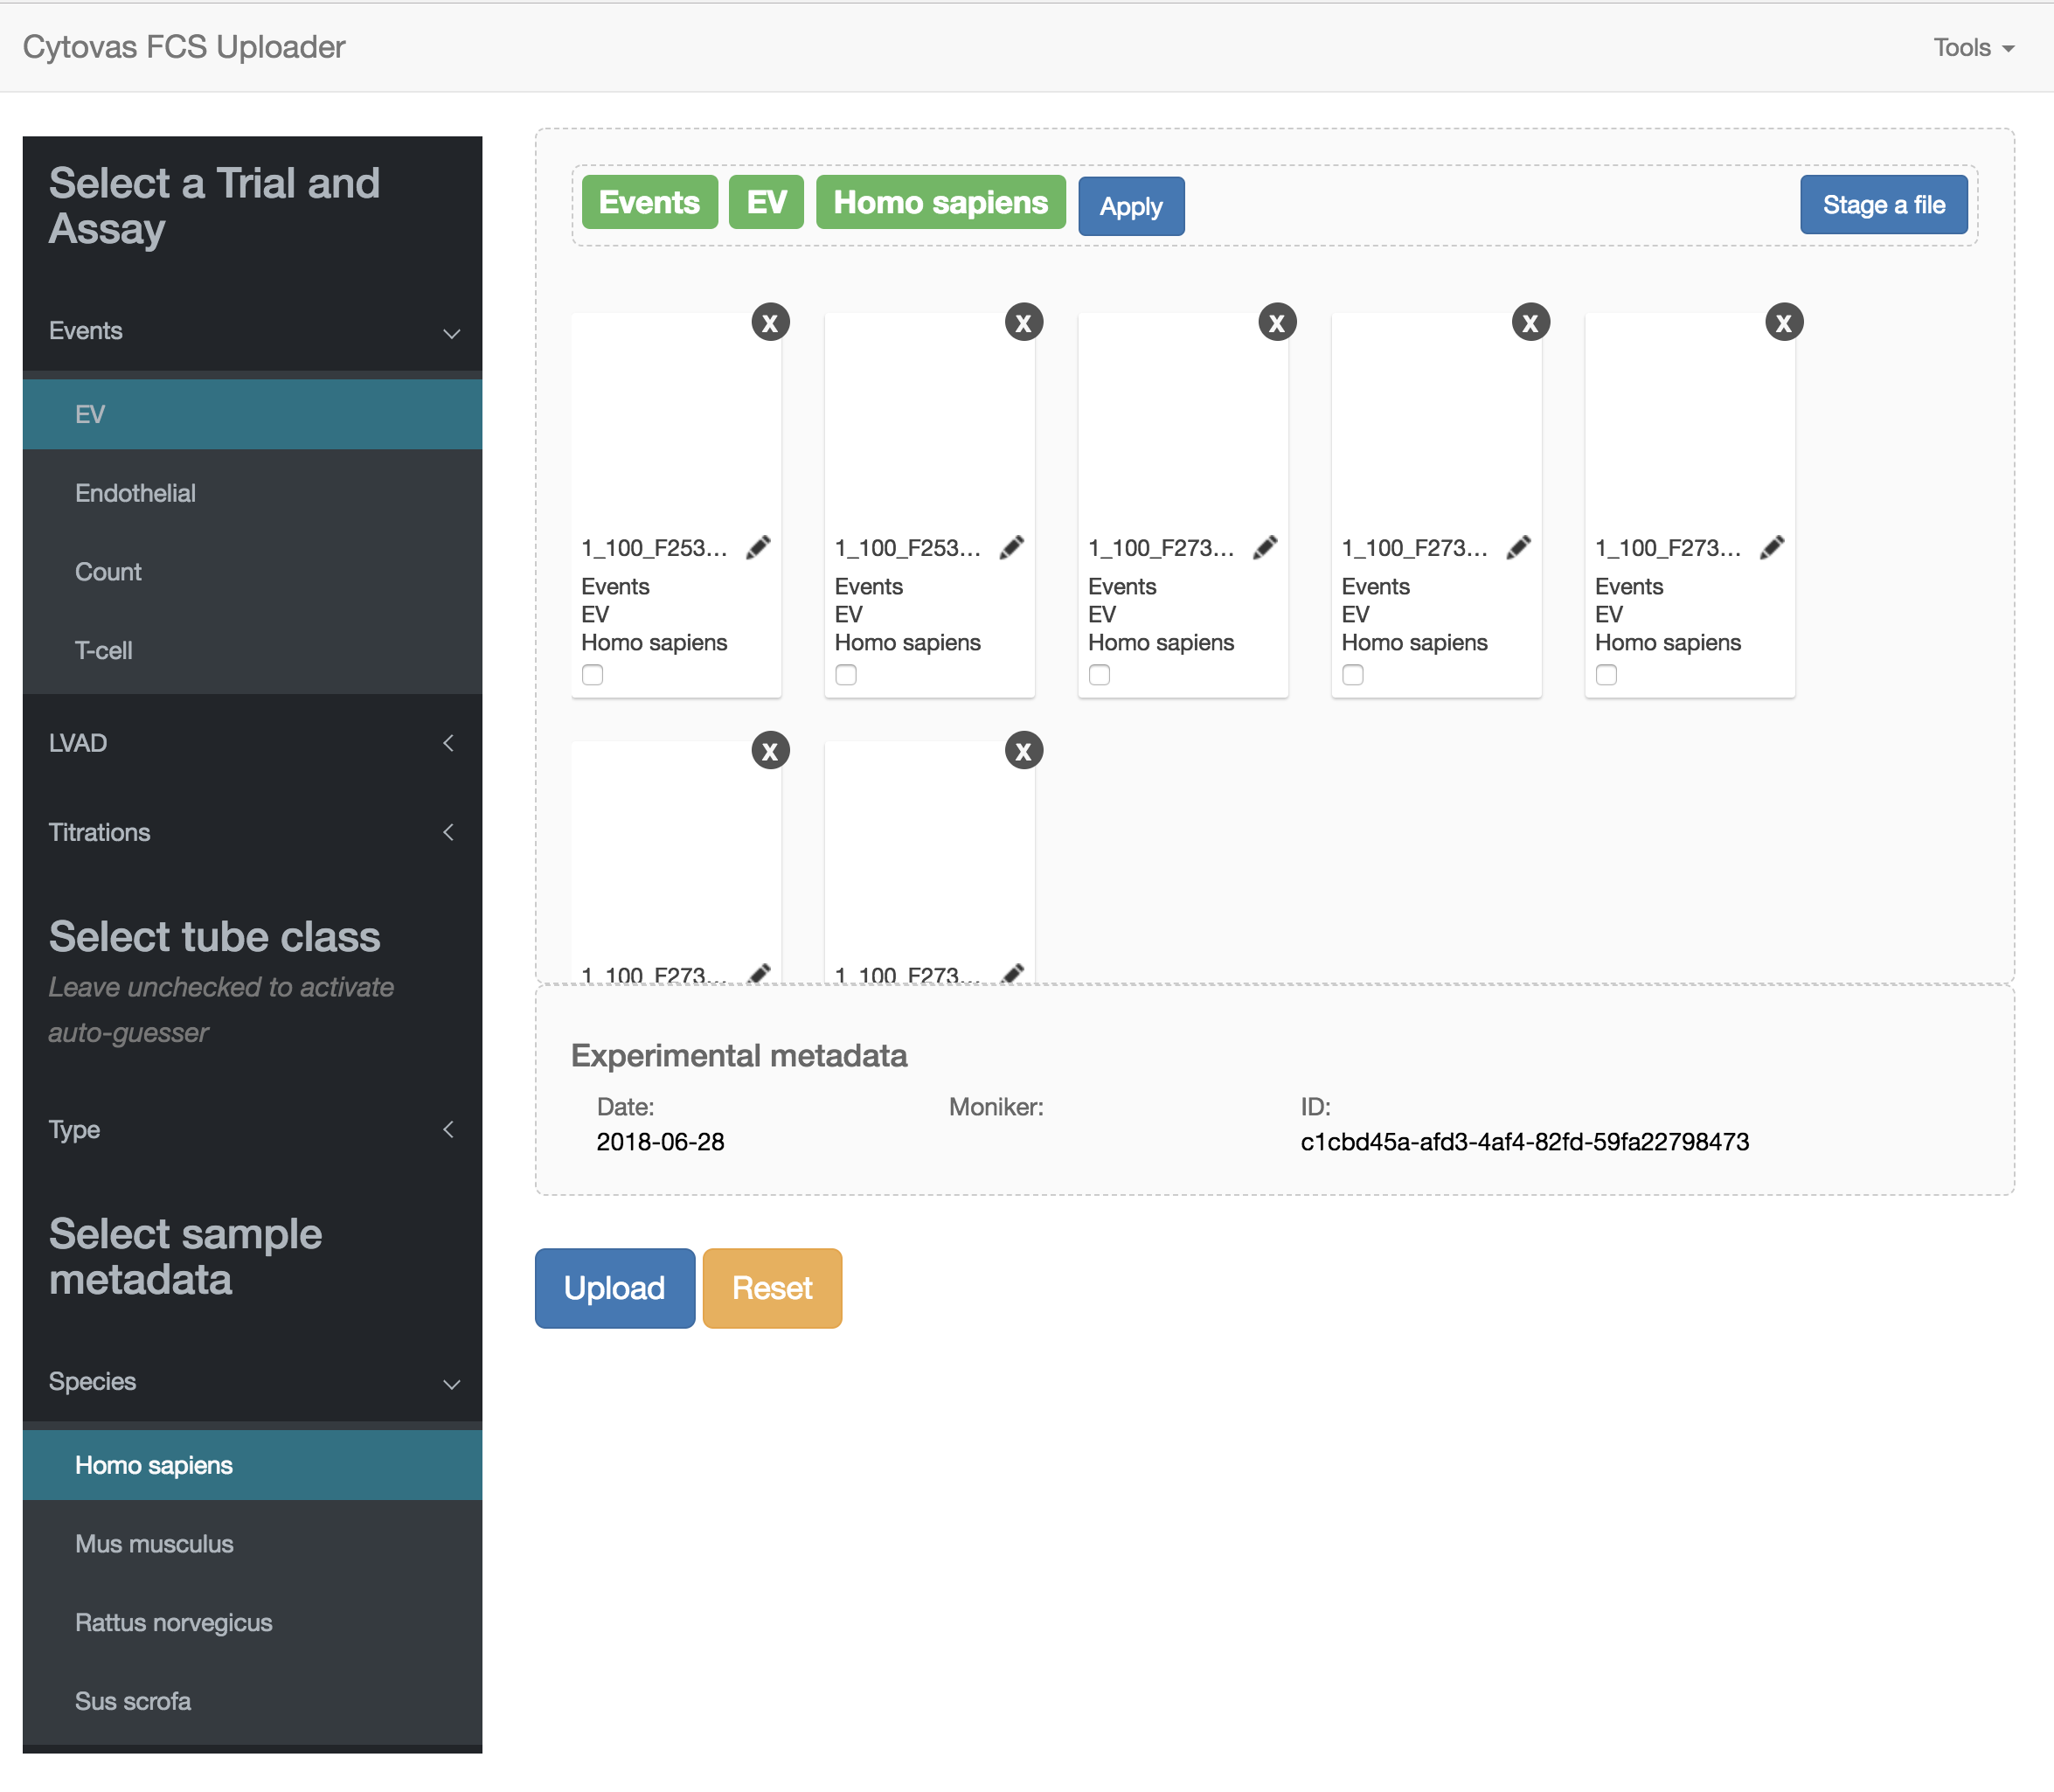 Cytovas FCS Uploader
Tools
Select a Trial and
Assay
Events
EV
Endothelial
Count
T-cell
LVAD
Titrations
Select tube class
Leave unchecked to activate
auto-guesser
Type
Select sample
metadata
Species
Homo sapiens
Mus musculus
Rattus norvegicus
Sus scrofa
Events EV Homo sapiens Apply Stage a file
x x x x x
1_100_F253... 1_100_F253... 1_100_F273... 1_100_F273... 1_100_F273...
Events Events Events Events Events
EV EV EV EV EV
Homo sapiens Homo sapiens Homo sapiens Homo sapiens Homo sapiens
x x
1_100_F273... 1_100_F273...
Experimental metadata
Date: Moniker: ID:
2018-06-28 c1cbd45a-afd3-4af4-82fd-59fa22798473
Upload Reset